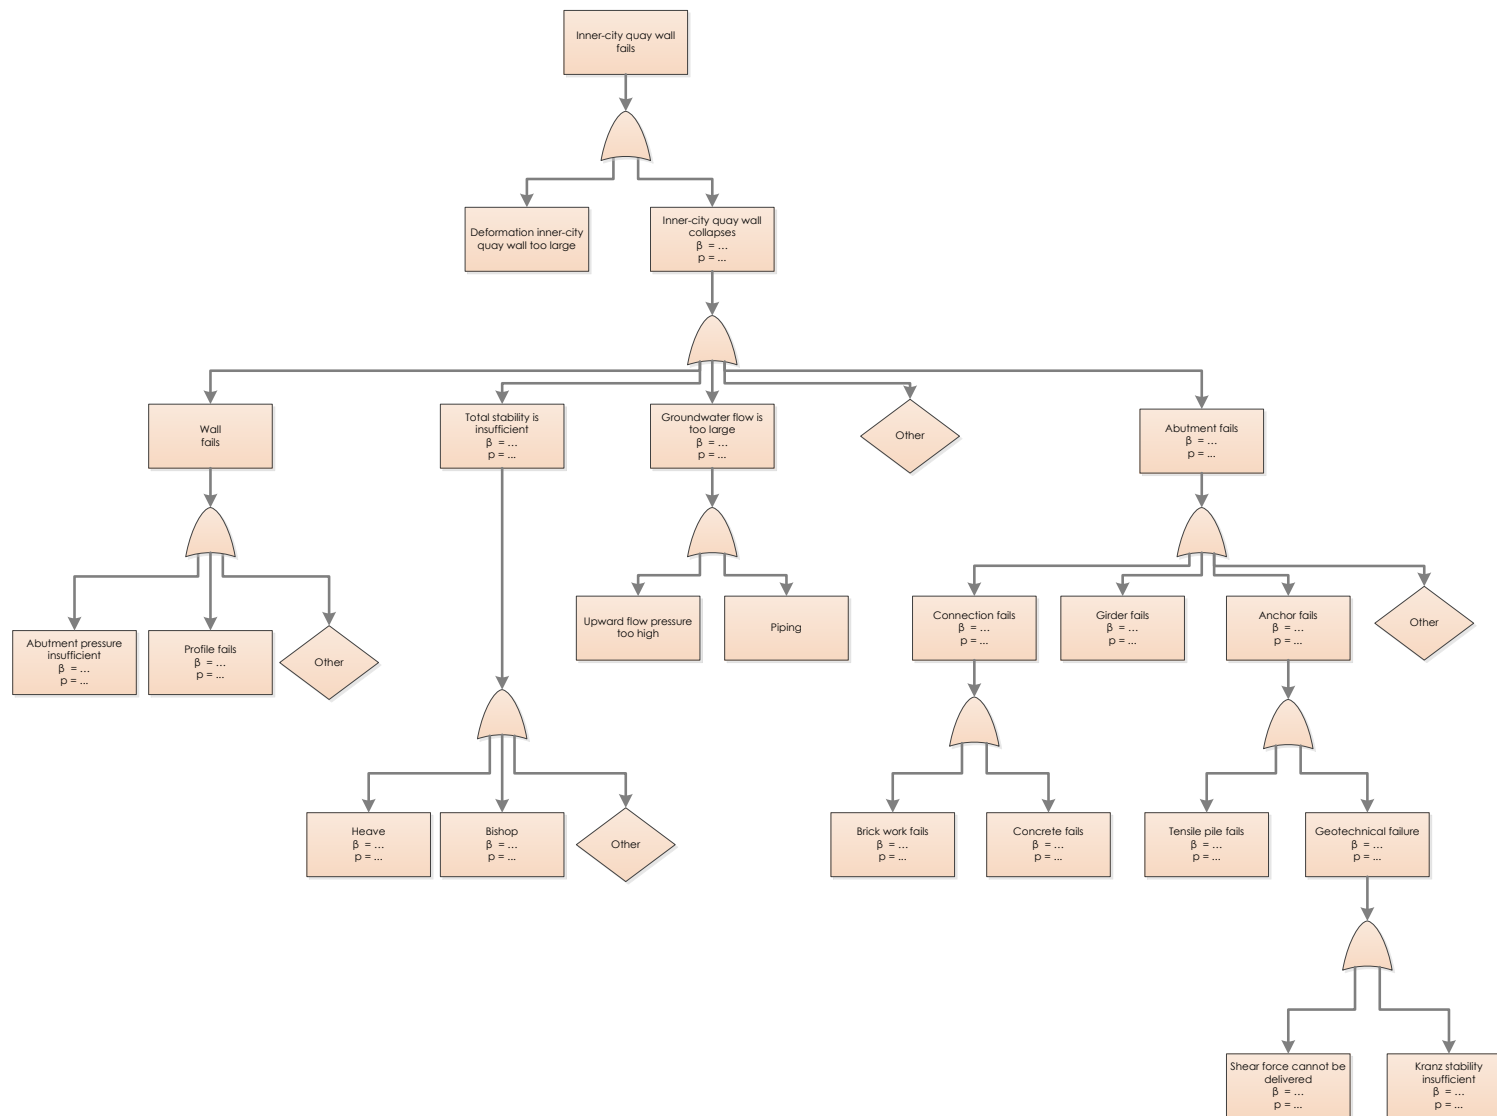 Inner-city quay wall
fails
Deformation inner-city
quay wall too large
Inner-city quay wall
collapses
β = ...
p = ...
Wall
fails
Total stability is
insufficient
β = ...
p = ...
Groundwater flow is
too large
β = ...
p = ...
Other
Abutment fails
β = ...
p = ...
Abutment pressure
insufficient
β = ...
p = ...
Profile fails
β = ...
p = ...
Other
Upward flow pressure
too high
Piping
Connection fails
β = ...
p = ...
Girder fails
β = ...
p = ...
Anchor fails
β = ...
p = ...
Other
Heave
β = ...
p = ...
Bishop
β = ...
p = ...
Other
Brick work fails
β = ...
p = ...
Concrete fails
β = ...
p = ...
Tensile pile fails
β = ...
p = ...
Geotechnical failure
β = ...
p = ...
Shear force cannot be
delivered
β = ...
p = ...
Kranz stability
insufficient
β = ...
p = ...